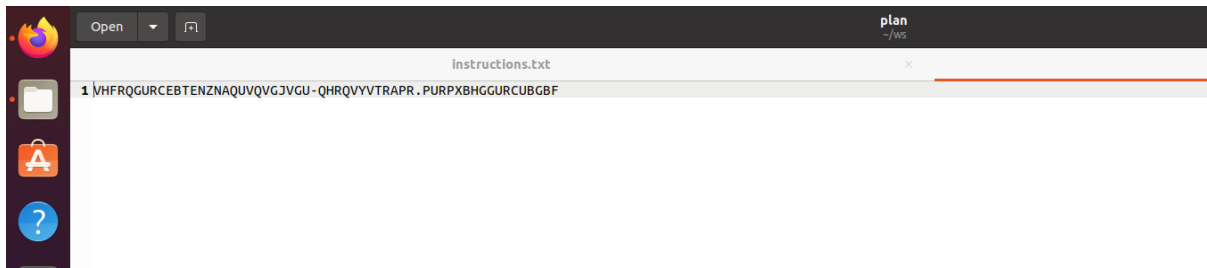 Open
plan
~/ws
instructions.txt
1 VHFRQGURCEBTENZNAQUVQVGJVGU-QHRQVYVTRAPR.PURPXBHGGURCUBGBF